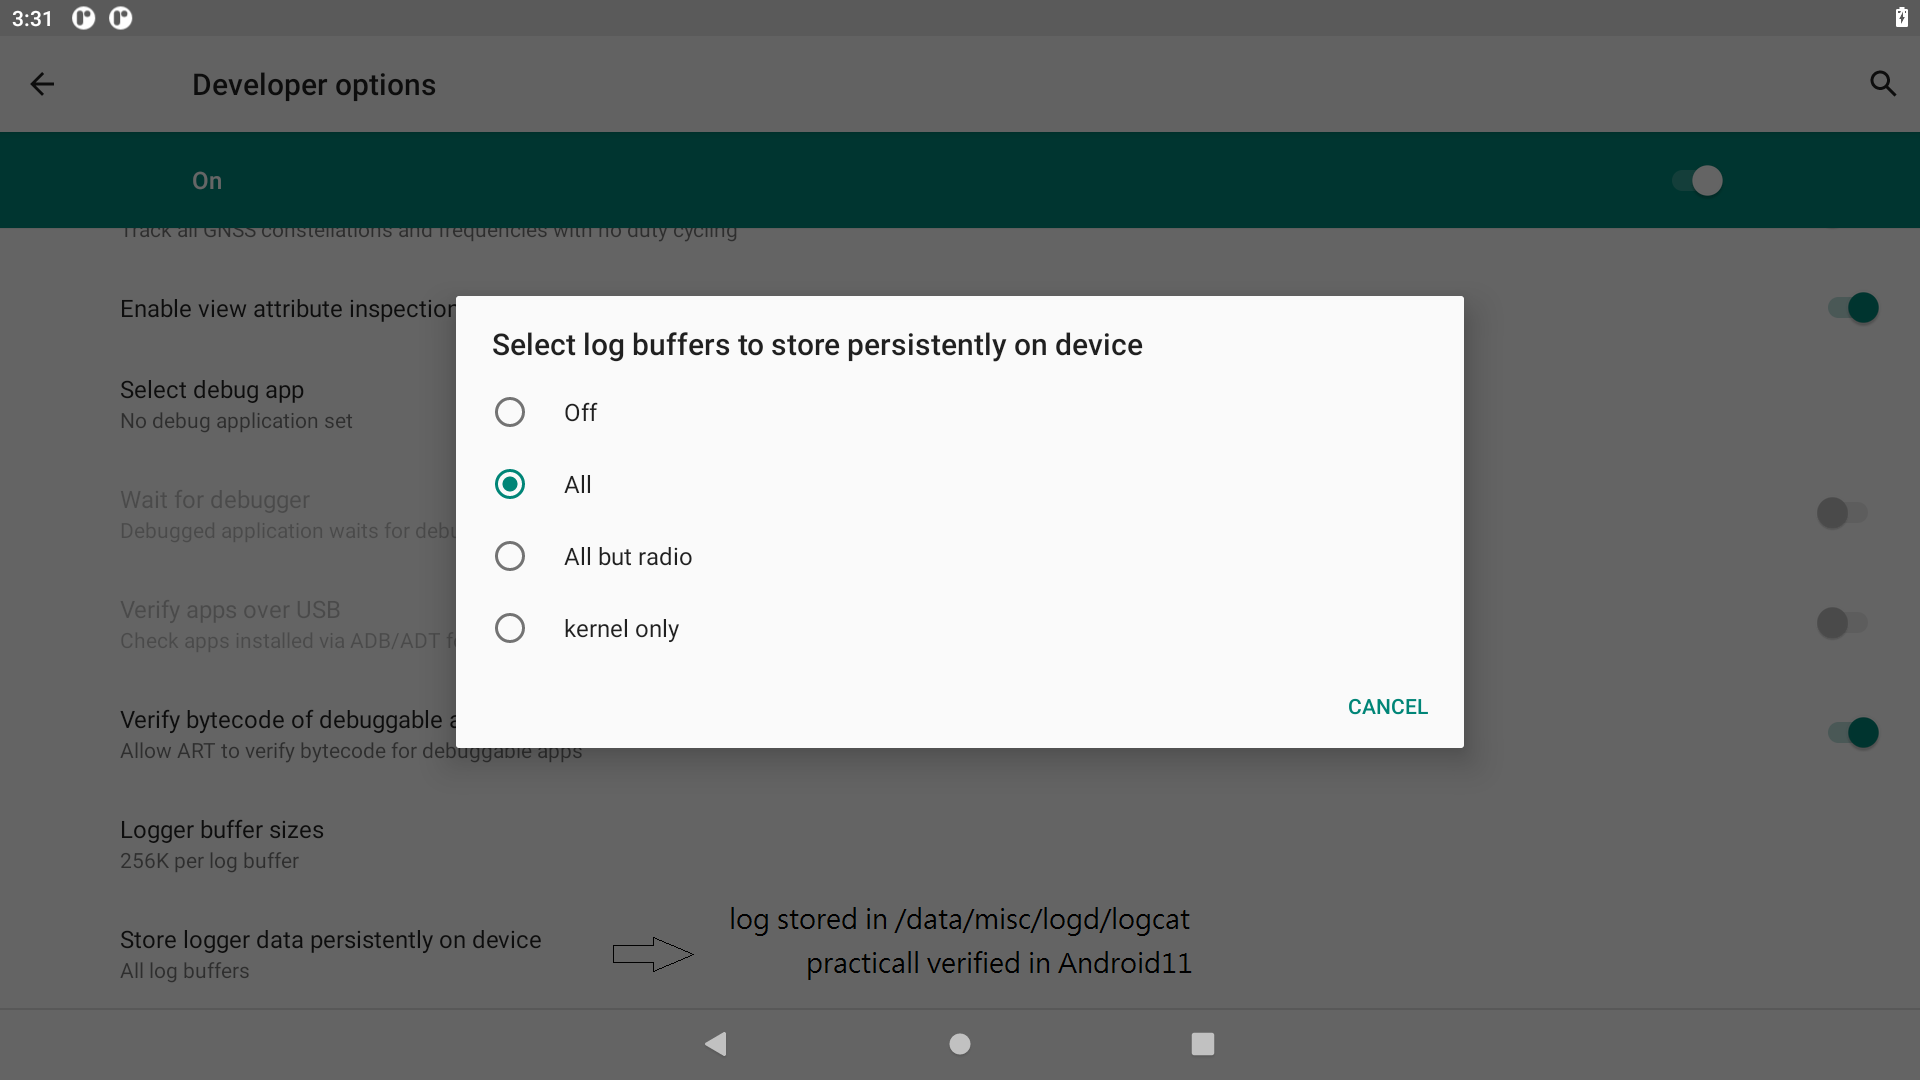 3:31
Developer options
On
Track all GNSS constellations and frequencies with no duty cycling
Enable view attribute inspection
Select debug app
No debug application set
Wait for debugger
Debugged application waits for debu
Verify apps over USB
Check apps installed via ADB/ADT f
Verify bytecode of debuggable a
Allow ART to verify bytecode for debuggable apps
Logger buffer sizes
256K per log buffer
Store logger data persistently on device
All log buffers
Select log buffers to store persistently on device
Off
All
All but radio
kernel only
CANCEL
log stored in /data/misc/logd/logcat
practicall verified in Android11